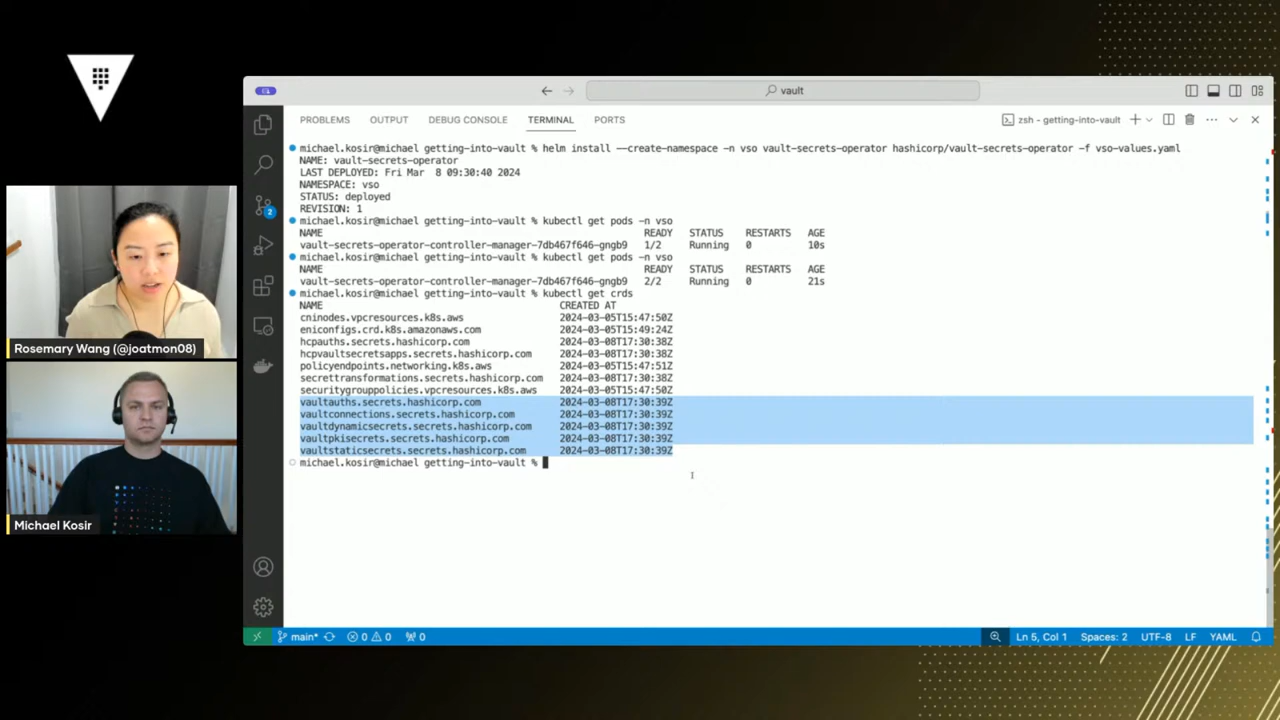 vault
PROBLEMS OUTPUT DEBUG CONSOLE TERMINAL PORTS zsh - getting-into-vault
michael.kosir@michael getting-into-vault % helm install --create-namespace -n vso vault-secrets-operator hashicorp/vault-secrets-operator -f vso-values.yaml
NAME: vault-secrets-operator
LAST DEPLOYED: Fri Mar  8 09:30:40 2024
NAMESPACE: vso
STATUS: deployed
REVISION: 1
michael.kosir@michael getting-into-vault % kubectl get pods -n vso
NAME READY STATUS RESTARTS AGE
vault-secrets-operator-controller-manager-7db467f646-gngb9 1/2 Running 0 10s
michael.kosir@michael getting-into-vault % kubectl get pods -n vso
NAME READY STATUS RESTARTS AGE
vault-secrets-operator-controller-manager-7db467f646-gngb9 2/2 Running 0 21s
michael.kosir@michael getting-into-vault % kubectl get crds
NAME CREATED AT
cninodes.vpcresources.k8s.aws 2024-03-05T15:47:50Z
eniconfigs.crd.k8s.amazonaws.com 2024-03-05T15:49:24Z
hcpauths.secrets.hashicorp.com 2024-03-08T17:30:38Z
hcpvaultsecretsapps.secrets.hashicorp.com 2024-03-08T17:30:38Z
policyendpoints.networking.k8s.aws 2024-03-05T15:47:51Z
secrettransformations.secrets.hashicorp.com 2024-03-08T17:30:38Z
securitygrouppolicies.vpcresources.k8s.aws 2024-03-05T15:47:50Z
vaultauths.secrets.hashicorp.com 2024-03-08T17:30:39Z
vaultconnections.secrets.hashicorp.com 2024-03-08T17:30:39Z
vaultdynamicsecrets.secrets.hashicorp.com 2024-03-08T17:30:39Z
vaultpkisecrets.secrets.hashicorp.com 2024-03-08T17:30:39Z
vaultstaticsecrets.secrets.hashicorp.com 2024-03-08T17:30:39Z
michael.kosir@michael getting-into-vault %
2
Rosemary Wang (@joatmon08)
Michael Kosir
main* 0 0 0 Ln 5, Col 1 Spaces: 2 UTF-8 LF YAML